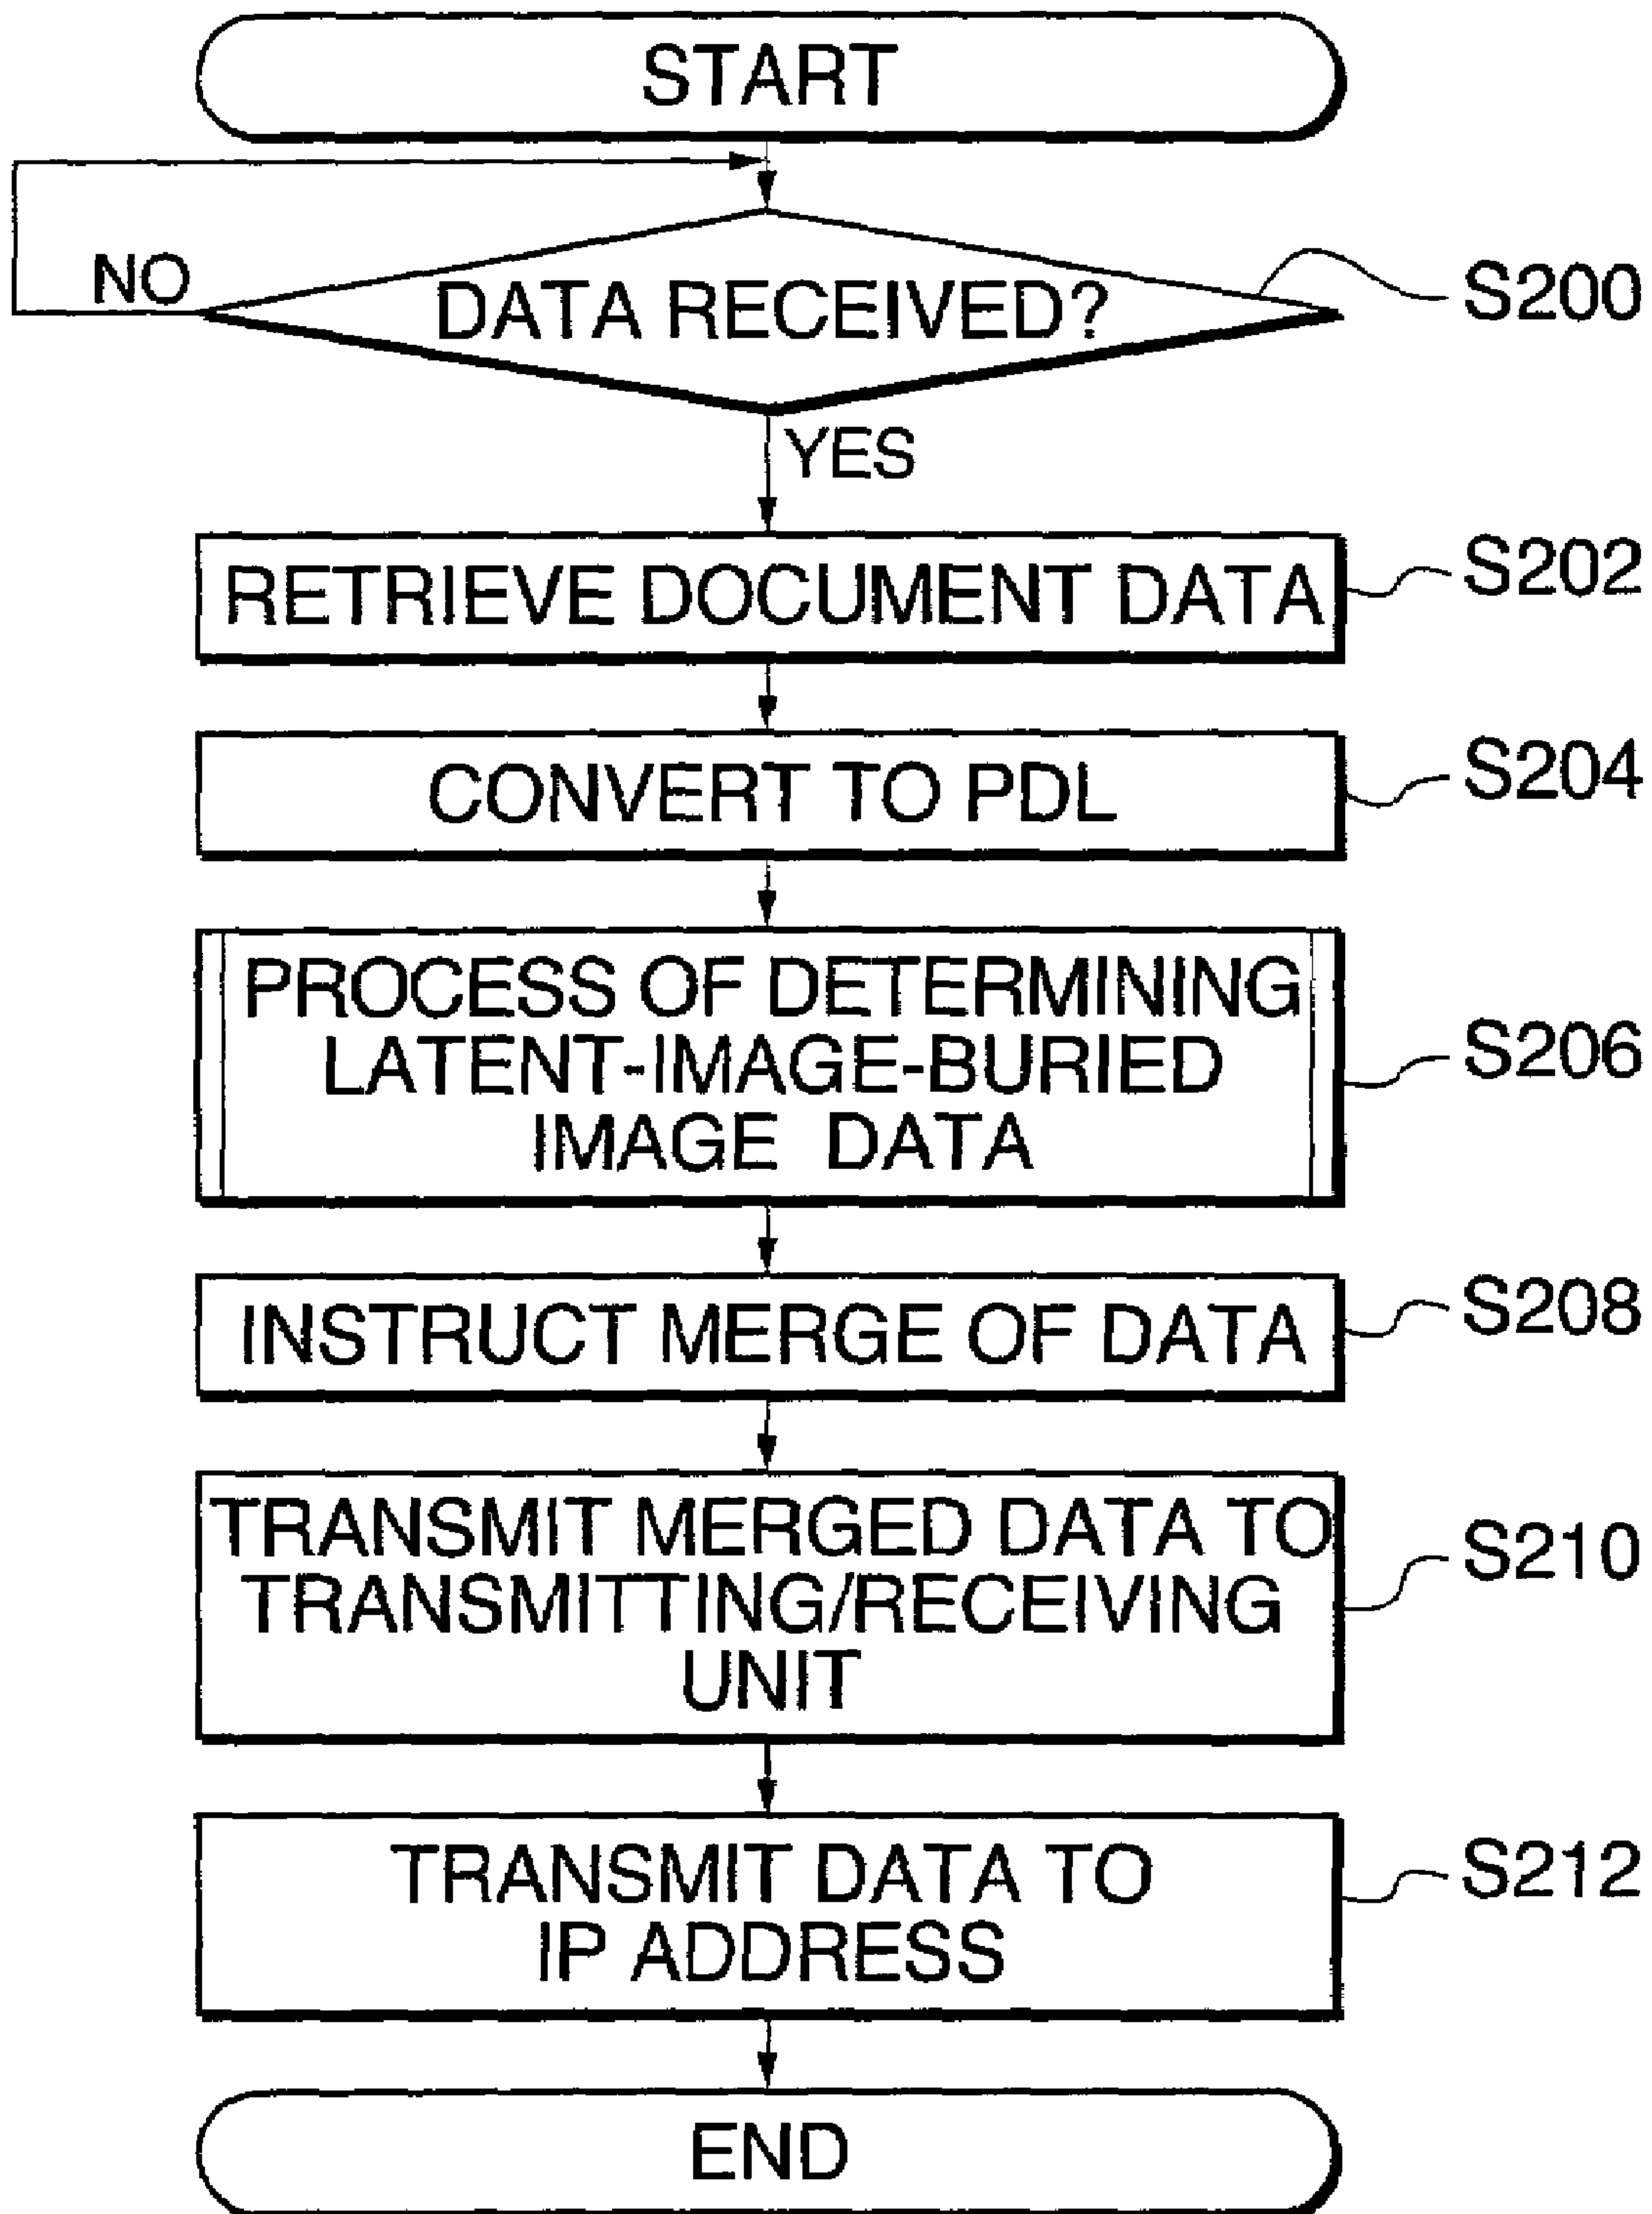 START
NO
DATA RECEIVED?
S200
YES
RETRIEVE DOCUMENT DATA
S202
CONVERT TO PDL
S204
PROCESS OF DETERMINING
LATENT-IMAGE-BURIED
IMAGE DATA
S206
INSTRUCT MERGE OF DATA
S208
TRANSMIT MERGED DATA TO
TRANSMITTING/RECEIVING
UNIT
S210
TRANSMIT DATA TO
IP ADDRESS
S212
END